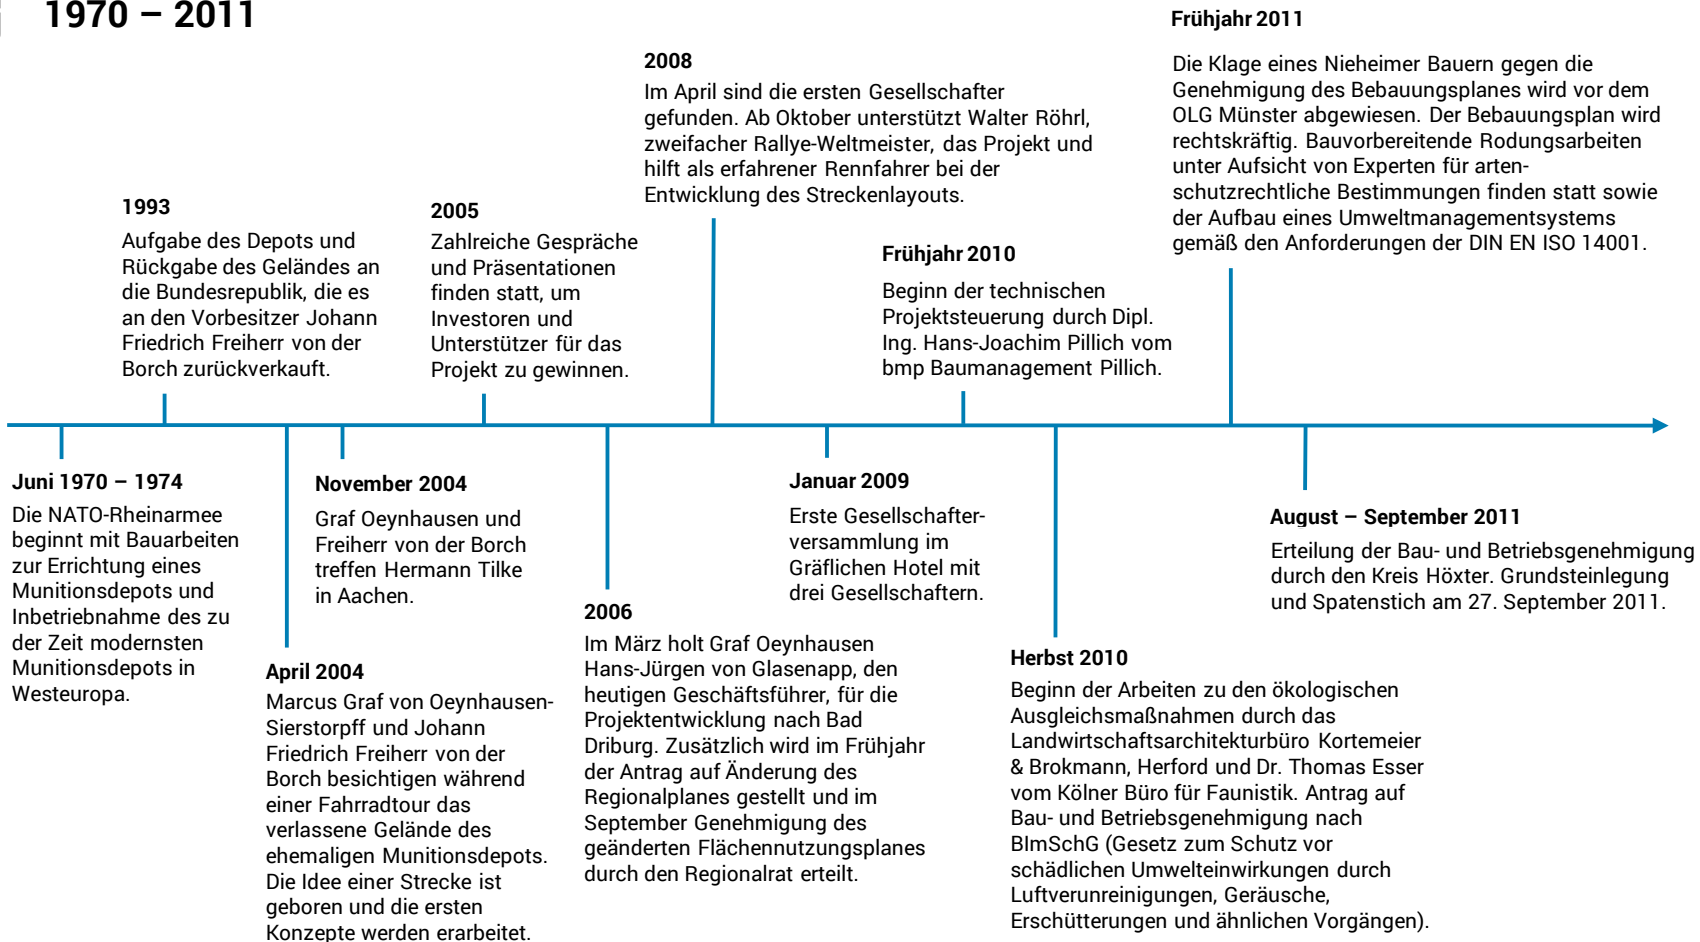 1970 – 2011
Juni 1970 – 1974
Die NATO-Rheinarmee
beginnt mit Bauarbeiten
zur Errichtung eines
Munitionsdepots und
Inbetriebnahme des zu
der Zeit modernsten
Munitionsdepots in
Westeuropa.
1993
Aufgabe des Depots und
Rückgabe des Geländes an
die Bundesrepublik, die es
an den Vorbesitzer Johann
Friedrich Freiherr von der
Borch zurückverkauft.
April 2004
Marcus Graf von Oeynhausen-
Sierstorpff und Johann
Friedrich Freiherr von der
Borch besichtigen während
einer Fahrradtour das
verlassene Gelände des
ehemaligen Munitionsdepots.
Die Idee einer Strecke ist
geboren und die ersten
Konzepte werden erarbeitet.
November 2004
Graf Oeynhausen und
Freiherr von der Borch
treffen Hermann Tilke
in Aachen.
2005
Zahlreiche Gespräche
und Präsentationen
finden statt, um
Investoren und
Unterstützer für das
Projekt zu gewinnen.
2006
Im März holt Graf Oeynhausen
Hans-Jürgen von Glasenapp, den
heutigen Geschäftsführer, für die
Projektentwicklung nach Bad
Driburg. Zusätzlich wird im Frühjahr
der Antrag auf Änderung des
Regionalplanes gestellt und im
September Genehmigung des
geänderten Flächennutzungsplanes
durch den Regionalrat erteilt.
2008
Im April sind die ersten Gesellschafter
gefunden. Ab Oktober unterstützt Walter Röhrl,
zweifacher Rallye-Weltmeister, das Projekt und
hilft als erfahrener Rennfahrer bei der
Entwicklung des Streckenlayouts.
Januar 2009
Erste Gesellschafter-
versammlung im
Gräflichen Hotel mit
drei Gesellschaftern.
Frühjahr 2010
Beginn der technischen
Projektsteuerung durch Dipl.
Ing. Hans-Joachim Pillich vom
bmp Baumanagement Pillich.
Herbst 2010
Beginn der Arbeiten zu den ökologischen
Ausgleichsmaßnahmen durch das
Landwirtschaftsarchitekturbüro Kortemeier
& Brokmann, Herford und Dr. Thomas Esser
vom Kölner Büro für Faunistik. Antrag auf
Bau- und Betriebsgenehmigung nach
BImSchG (Gesetz zum Schutz vor
schädlichen Umwelteinwirkungen durch
Luftverunreinigungen, Geräusche,
Erschütterungen und ähnlichen Vorgängen).
Frühjahr 2011
Die Klage eines Nieheimer Bauern gegen die
Genehmigung des Bebauungsplanes wird vor dem
OLG Münster abgewiesen. Der Bebauungsplan wird
rechtskräftig. Bauvorbereitende Rodungsarbeiten
unter Aufsicht von Experten für arten-
schutzrechtliche Bestimmungen finden statt sowie
der Aufbau eines Umweltmanagementsystems
gemäß den Anforderungen der DIN EN ISO 14001.
August – September 2011
Erteilung der Bau- und Betriebsgenehmigung
durch den Kreis Höxter. Grundsteinlegung
und Spatenstich am 27. September 2011.